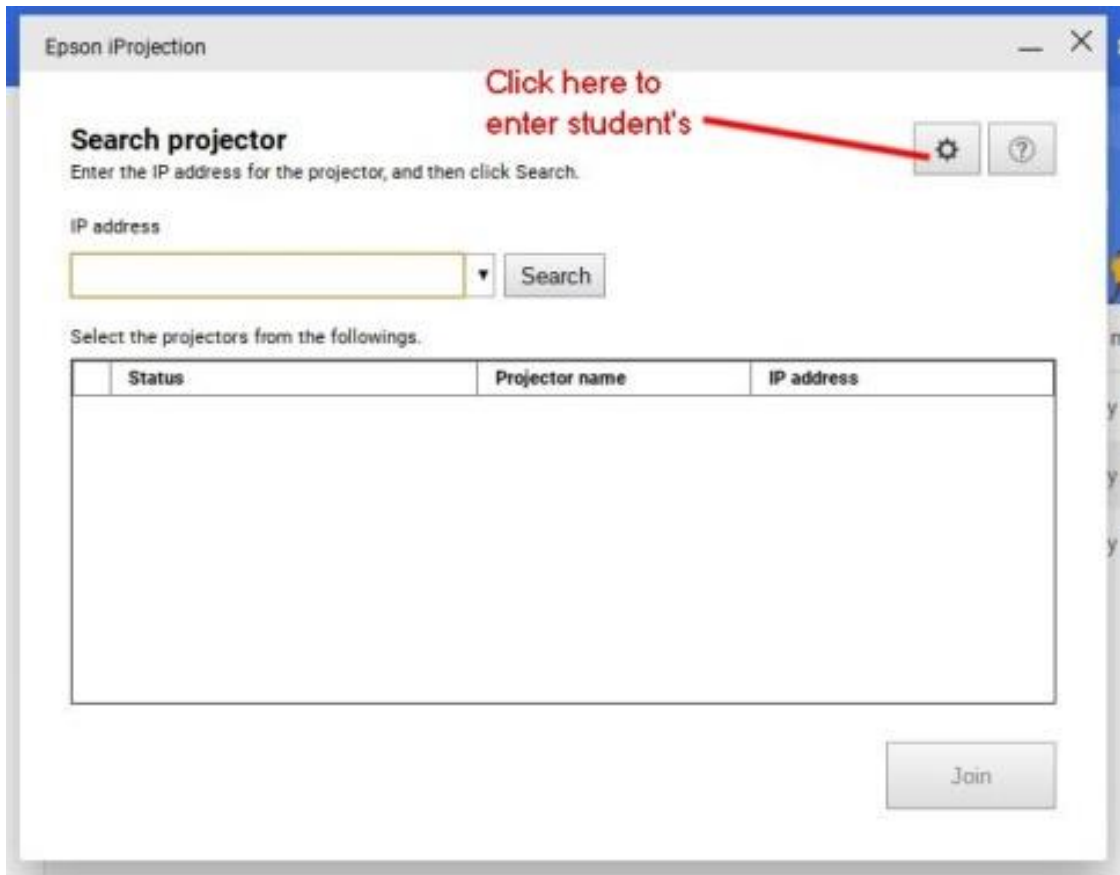 Epson iProjection
Click here to
enter student's
Search projector
Enter the IP address for the projector, and then click Search.
IP address
Search
Select the projectors from the followings.
Status Projector name IP address
Join